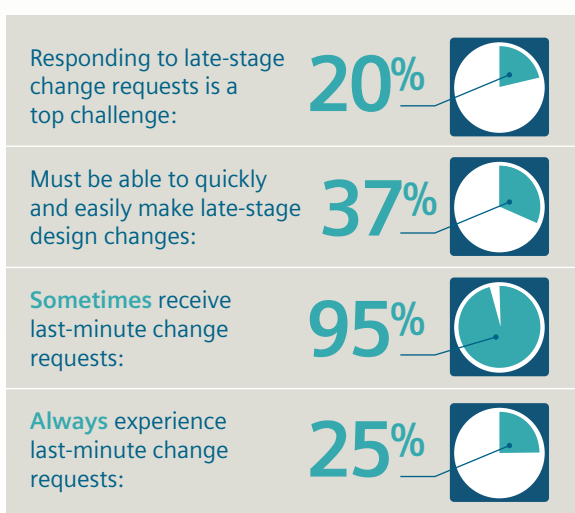 Responding to late-stage
change requests is a
top challenge:
20%
Must be able to quickly
and easily make late-stage
design changes:
37%
Sometimes receive
last-minute change
requests:
95%
Always experience
last-minute change
requests:
25%